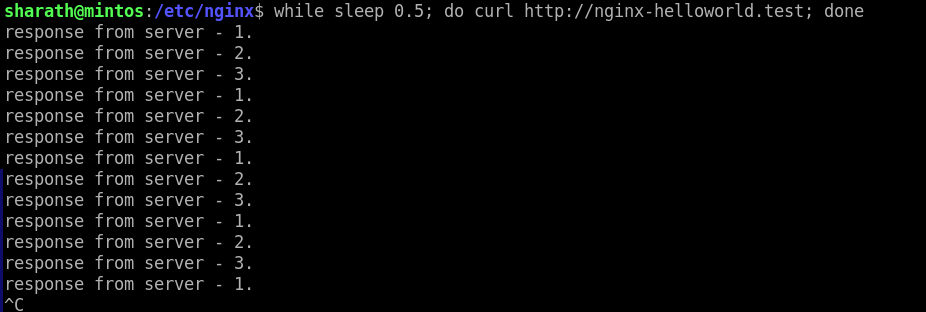 sharath@mintos:/etc/nginx$ while sleep 0.5; do curl http://nginx-helloworld.test; done
response from server - 1.
response from server - 2.
response from server - 3.
response from server - 1.
response from server - 2.
response from server - 3.
response from server - 1.
response from server - 2.
response from server - 3.
response from server - 1.
response from server - 2.
response from server - 3.
response from server - 1.
^C